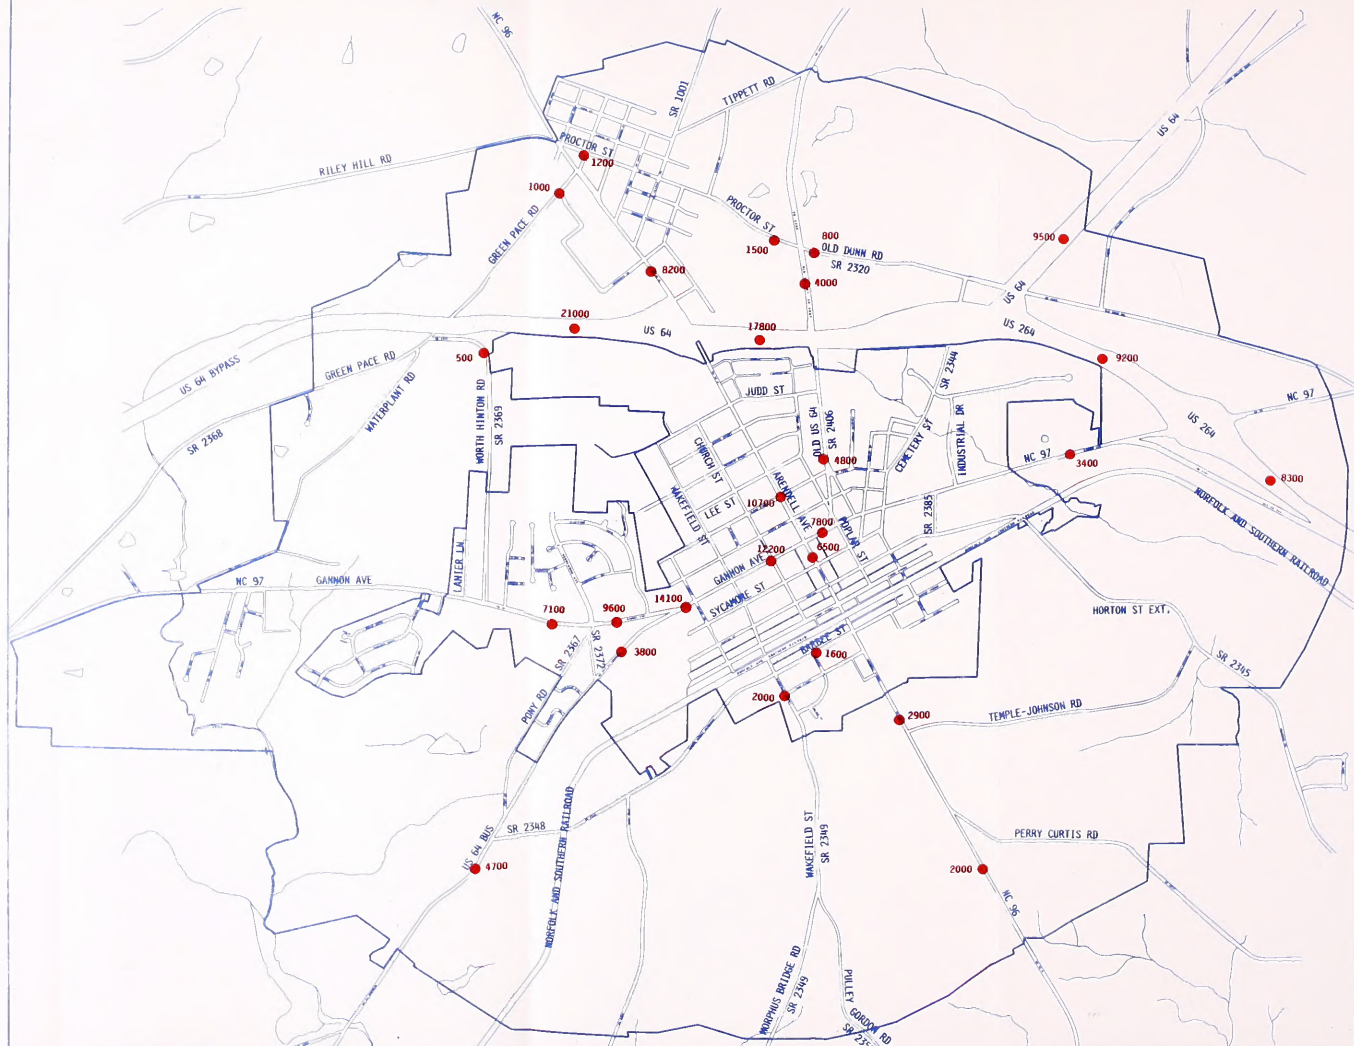 NC 96
SR 1001
TIPPETT RD
US 64
PROCTOR ST
1200
RILEY HILL RD
1000
GREEN PACE RD
PROCTOR ST
1500
800
OLD DUNN RD
SR 2320
9500
8200
4000
US 64
21000
US 64
17800
US 264
500
GREEN PACE RD
US 64 BYPASS
9200
SR 2344
JUDD ST
WATERPLANT RD
WORTH HINTON RD
SR 2369
NC 97
US 264
SR 2368
OLD US 64
SR 2406
CEMETERY ST
INDUSTRIAL DR
CHURCH ST
4800
NC 97
3400
8300
WAKEFIELD ST
LEE ST
10700
ARENDELL AVE
SR 2385
NORFOLK AND SOUTHERN RAILROAD
7800
POPLAR ST
12200
6500
LANIER LN
GANNON AVE
NC 97
GANNON AVE
SYCAMORE ST
14100
7100
9600
HORTON ST EXT.
SR 2367
SR 2372
3800
BARBEE ST
1600
SR 2345
PONY RD
2000
2900
TEMPLE-JOHNSON RD
US 64 BUS
SR 2348
NORFOLK AND SOUTHERN RAILROAD
WAKEFIELD ST
SR 2349
PERRY CURTIS RD
4700
2000
NC 96
MORPHUS BRIDGE RD
SR 2349
PULLEY GORDON RD